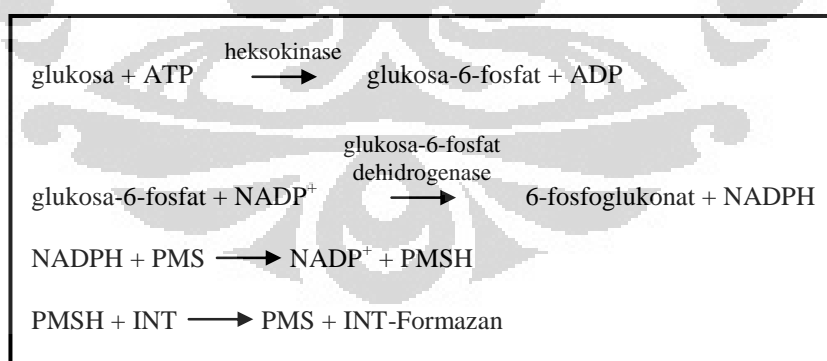 heksokinase
glukosa + ATP → glukosa-6-fosfat + ADP
glukosa-6-fosfat
dehidrogenase
glukosa-6-fosfat + NADP⁺ → 6-fosfoglukonat + NADPH
NADPH + PMS → NADP⁺ + PMSH
PMSH + INT → PMS + INT-Formazan